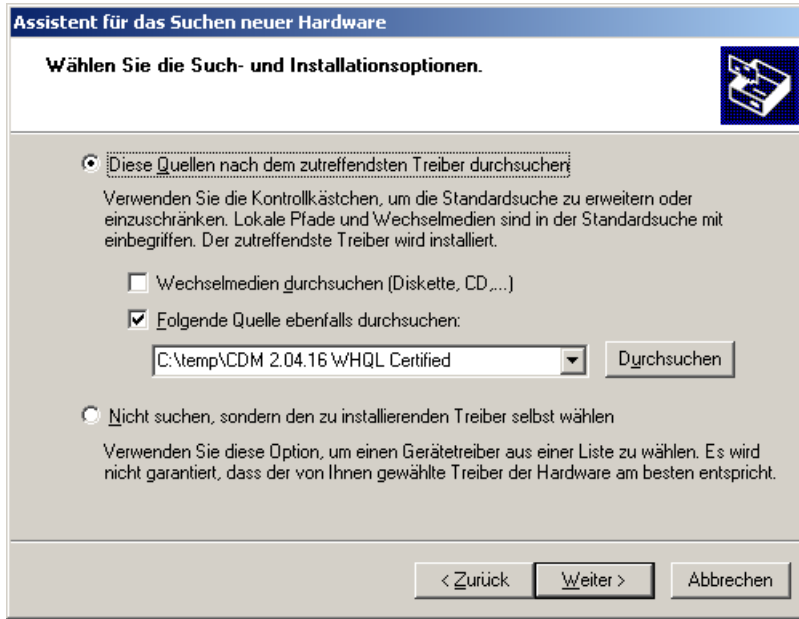 Assistent für das Suchen neuer Hardware
Wählen Sie die Such- und Installationsoptionen.
Diese Quellen nach dem zutreffendsten Treiber durchsuchen
Verwenden Sie die Kontrollkästchen, um die Standardsuche zu erweitern oder
einzuschränken. Lokale Pfade und Wechselmedien sind in der Standardsuche mit
einbegriffen. Der zutreffendste Treiber wird installiert.
Wechselmedien durchsuchen (Diskette, CD,...)
Folgende Quelle ebenfalls durchsuchen:
C:\temp\CDM 2.04.16 WHQL Certified
Durchsuchen
Nicht suchen, sondern den zu installierenden Treiber selbst wählen
Verwenden Sie diese Option, um einen Gerätetreiber aus einer Liste zu wählen. Es wird
nicht garantiert, dass der von Ihnen gewählte Treiber der Hardware am besten entspricht.
< Zurück Weiter > Abbrechen